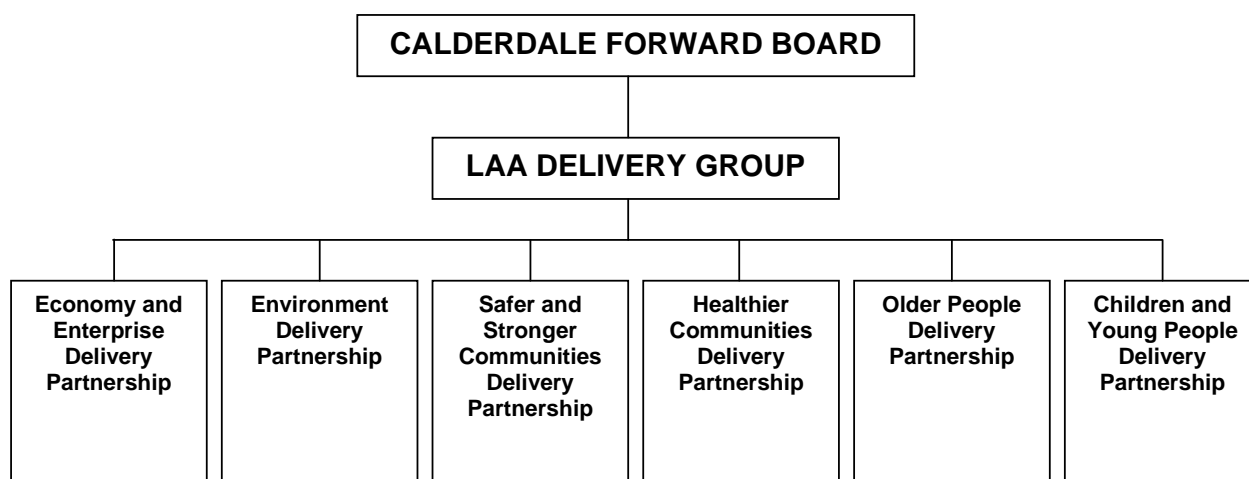 CALDERDALE FORWARD BOARD
LAA DELIVERY GROUP
Economy and
Enterprise
Delivery
Partnership
Environment
Delivery
Partnership
Safer and
Stronger
Communities
Delivery
Partnership
Healthier
Communities
Delivery
Partnership
Older People
Delivery
Partnership
Children and
Young People
Delivery
Partnership